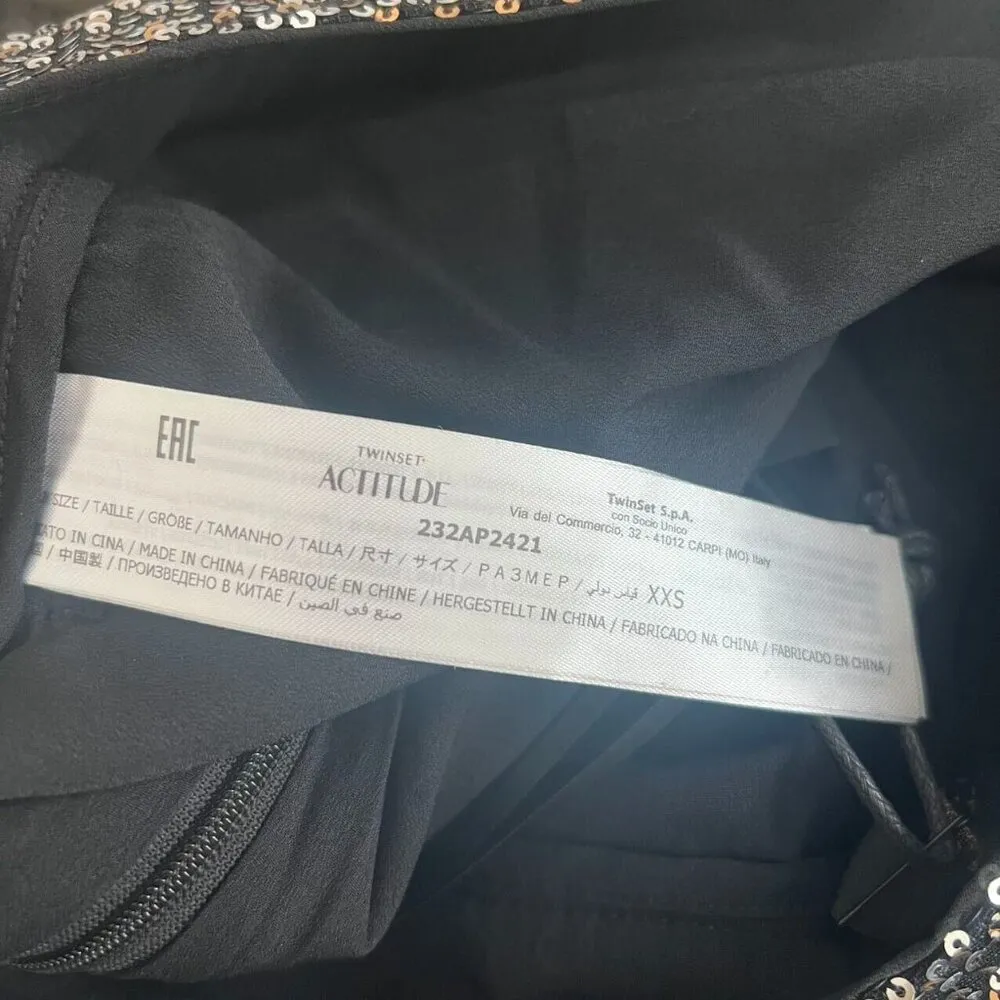 EAC
TWINSET
ACTITUDE
232AP2421
TwinSet S.p.A.
con Socio Unico
Via del Commercio, 32 - 41012 CARPI (MO) Italy
SIZE / TAILLE / GRÖBE / TAMANHO / TALLA / 尺寸 / サイズ / РАЗМЕР / قياس دولي XXS
ATO IN CINA / MADE IN CHINA / FABRIQUÉ EN CHINE / HERGESTELLT IN CHINA / FABRICADO NA CHINA / FABRICADO EN CHINA /
/ 中国製 / ПРОИЗВЕДЕНО В КИТАЕ / صنع في الصين